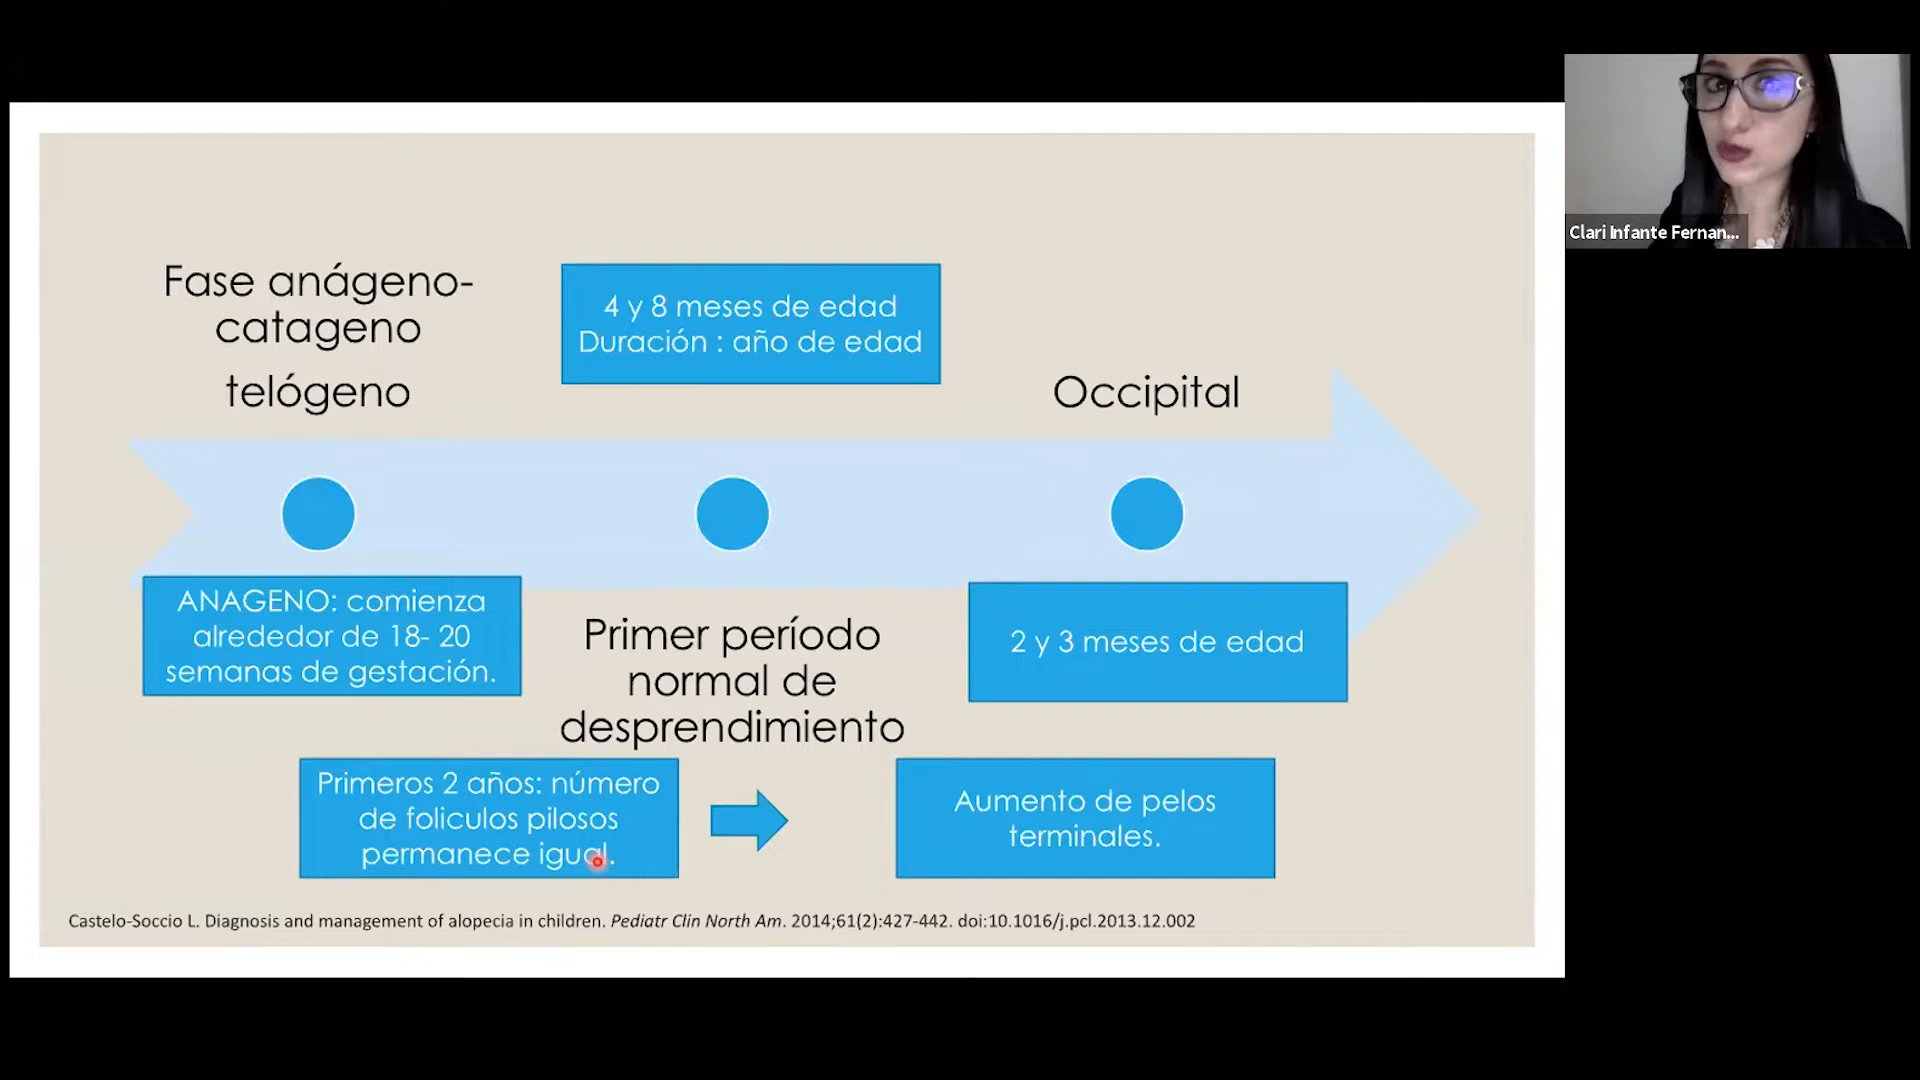 Fase anágeno-
catageno
telógeno
4 y 8 meses de edad
Duración : año de edad
Occipital
ANAGENO: comienza
alrededor de 18- 20
semanas de gestación.
Primer período
normal de
desprendimiento
2 y 3 meses de edad
Primeros 2 años: número
de foliculos pilosos
permanece igual.
Aumento de pelos
terminales.
Castelo-Soccio L. Diagnosis and management of alopecia in children. Pediatr Clin North Am. 2014;61(2):427-442. doi:10.1016/j.pcl.2013.12.002
Clari Infante Fernan...